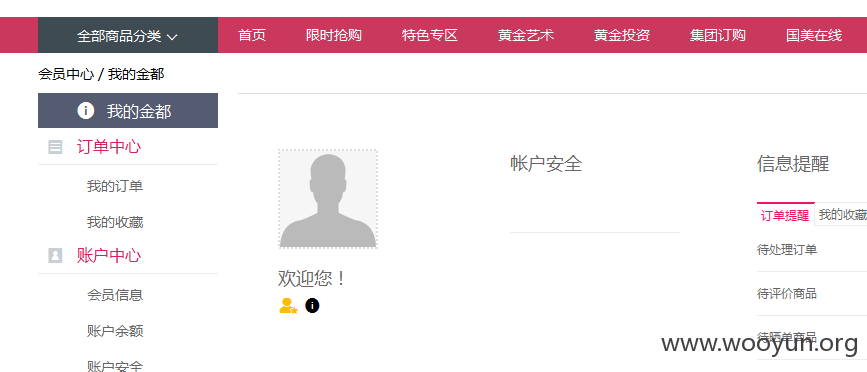 全部商品分类 首页 限时抢购 特色专区 黄金艺术 黄金投资 集团订购 国美在线
会员中心 / 我的金都
我的金都
订单中心
我的订单
我的收藏
账户中心
会员信息
账户余额
账户安全
欢迎您！
帐户安全
信息提醒
订单提醒 我的收藏
待处理订单
待评价商品
待晒单商品
www.wooyun.org